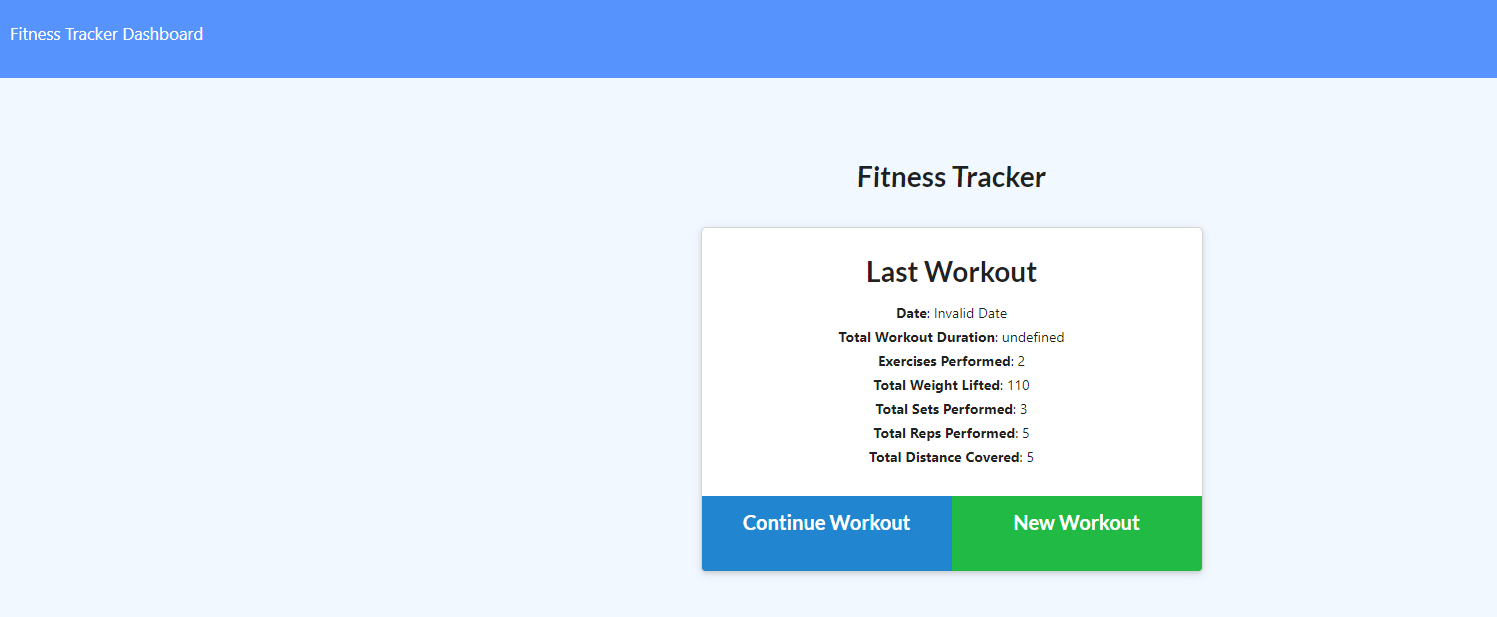 Fitness Tracker Dashboard
Fitness Tracker
Last Workout
Date: Invalid Date
Total Workout Duration: undefined
Exercises Performed: 2
Total Weight Lifted: 110
Total Sets Performed: 3
Total Reps Performed: 5
Total Distance Covered: 5
Continue Workout New Workout